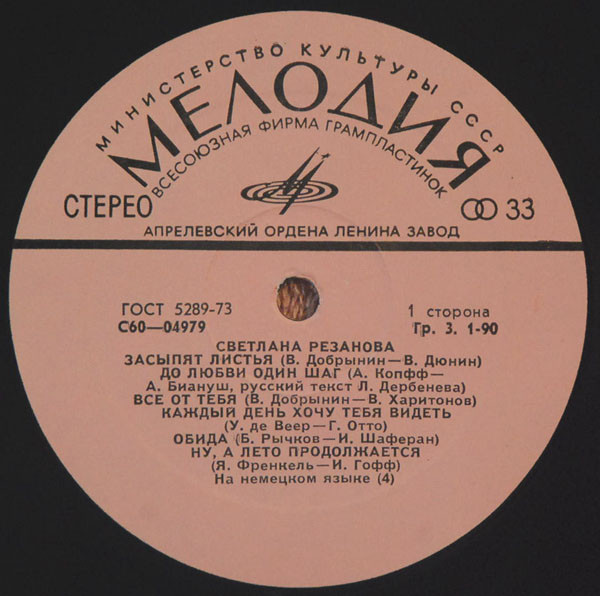 МИНИСТЕРСТВО КУЛЬТУРЫ СССР
МЕЛОДИЯ
ВСЕСОЮЗНАЯ ФИРМА ГРАМПЛАСТИНОК
СТЕРЕО
33
АПРЕЛЕВСКИЙ ОРДЕНА ЛЕНИНА ЗАВОД
ГОСТ 5289-73
1 сторона
С60—04979
Гр. 3. 1-90
СВЕТЛАНА РЕЗАНОВА
ЗАСЫПЯТ ЛИСТЬЯ (В. Добрынин—В. Дюнин)
ДО ЛЮБВИ ОДИН ШАГ (А. Копфф—
А. Биануш, русский текст Л. Дербенева)
ВСЕ ОТ ТЕБЯ (В. Добрынин—В. Харитонов)
КАЖДЫЙ ДЕНЬ ХОЧУ ТЕБЯ ВИДЕТЬ
(У. де Веер—Г. Отто)
ОБИДА (Б. Рычков—И. Шаферан)
НУ, А ЛЕТО ПРОДОЛЖАЕТСЯ
(Я. Френкель—И. Гофф)
На немецком языке (4)